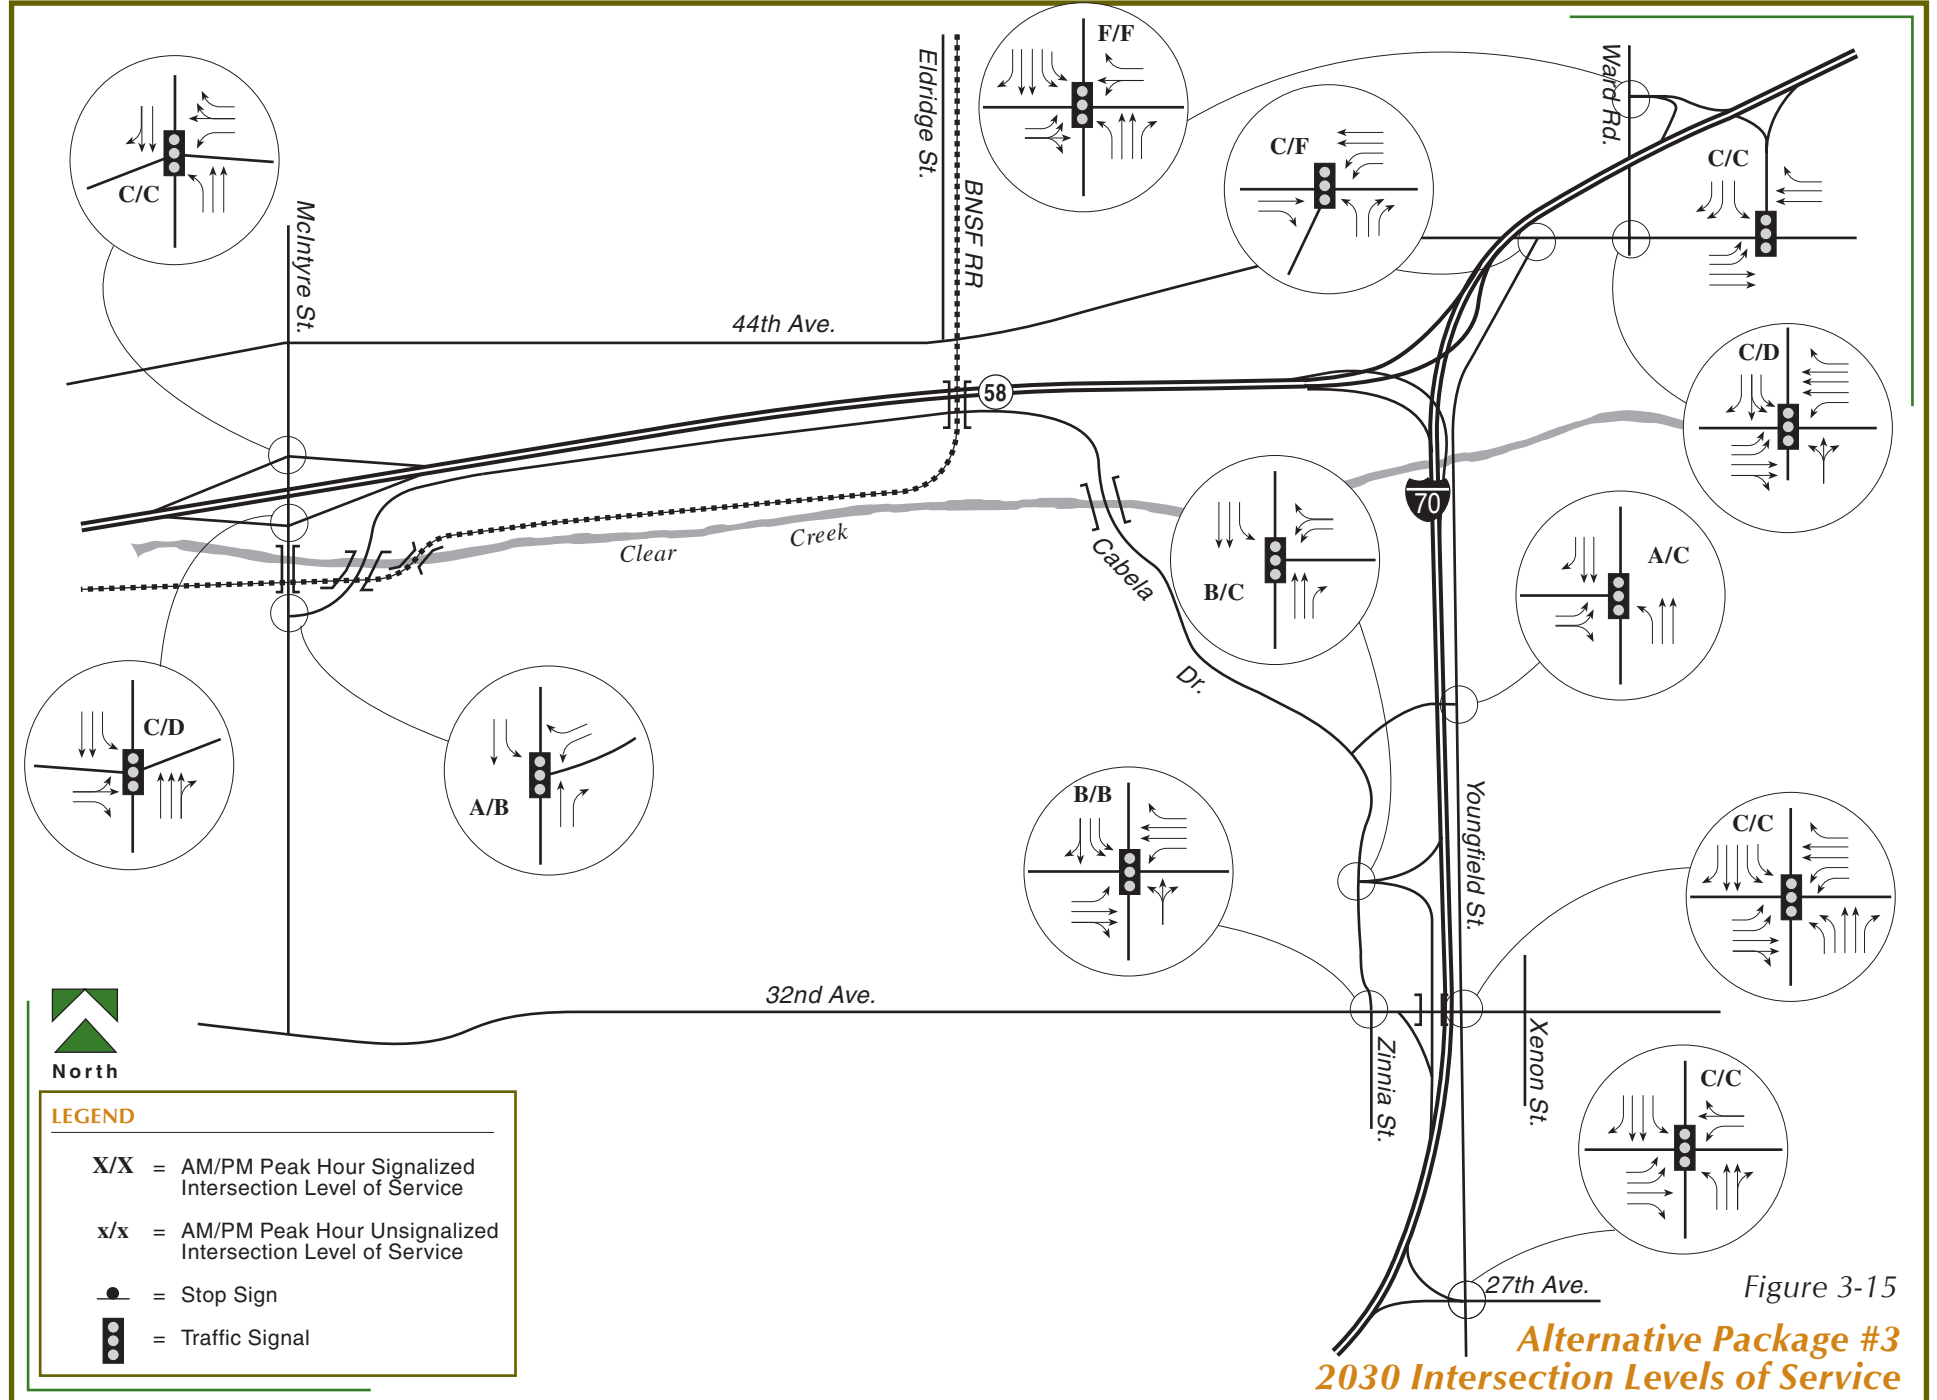 F/F
C/C
Eldridge St.
Ward Rd.
C/F
C/C
BNSF RR
McIntyre St.
44th Ave.
C/D
58
70
Clear
Creek
Cabela
Dr.
B/C
A/C
C/D
A/B
B/B
Youngfield St.
C/C
32nd Ave.
Zinnia St.
Xenon St.
C/C
North
LEGEND
X/X = AM/PM Peak Hour Signalized
Intersection Level of Service
x/x = AM/PM Peak Hour Unsignalized
Intersection Level of Service
= Stop Sign
= Traffic Signal
27th Ave.
Figure 3-15
Alternative Package #3
2030 Intersection Levels of Service